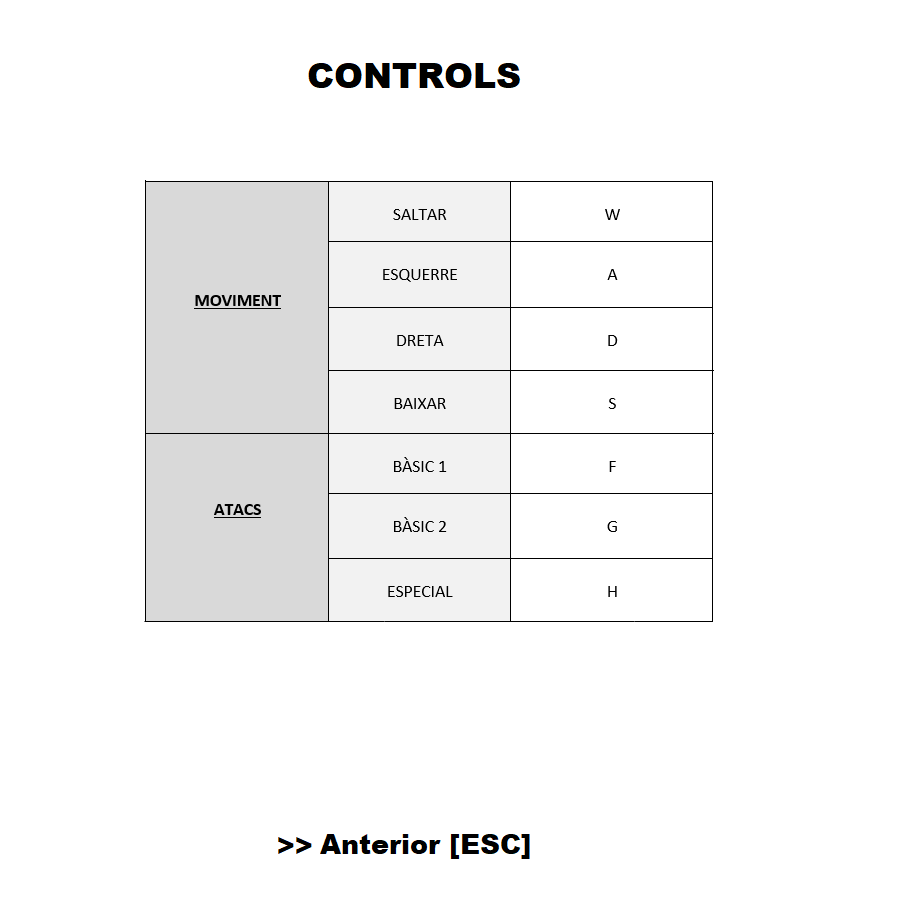 CONTROLS
MOVIMENT
SALTAR W
ESQUERRE A
DRETA D
BAIXAR S
ATACS
BÀSIC 1 F
BÀSIC 2 G
ESPECIAL H
>> Anterior [ESC]